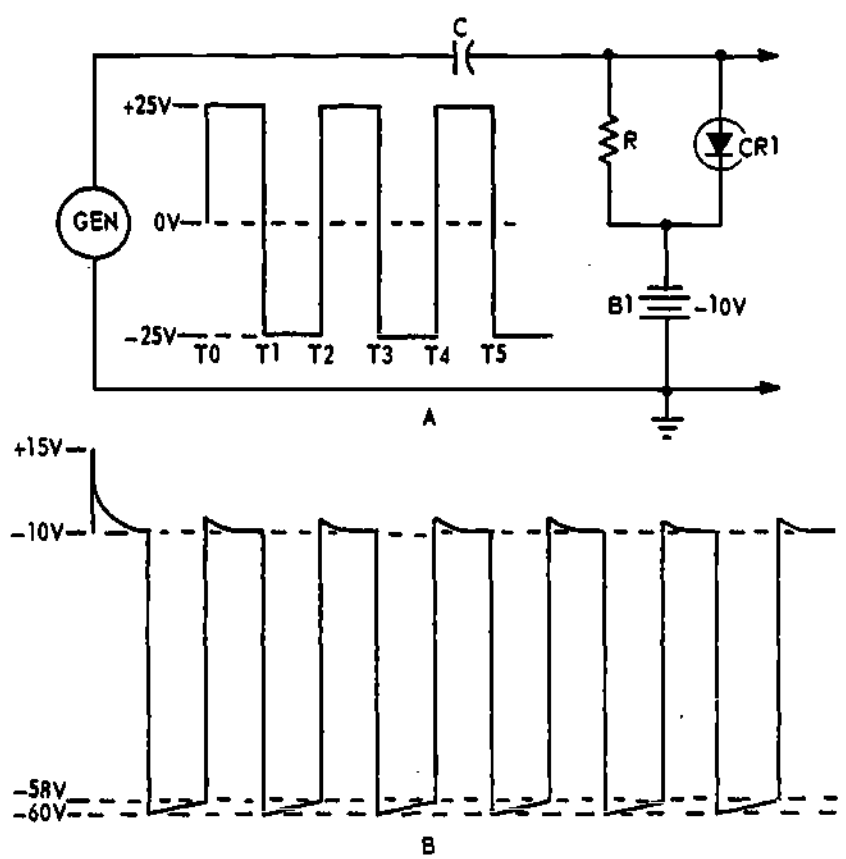 C
+25V
R
CR1
GEN
0V
B1
-10V
-25V
T0 T1 T2 T3 T4 T5
A
+15V
-10V
-58V
-60V
B